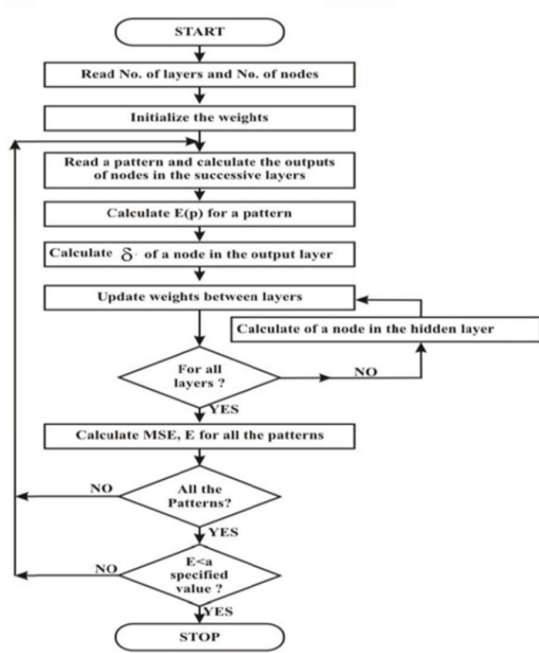 START
Read No. of layers and No. of nodes
Initialize the weights
Read a pattern and calculate the outputs
of nodes in the successive layers
Calculate E(p) for a pattern
Calculate δ of a node in the output layer
Update weights between layers
Calculate of a node in the hidden layer
For all
layers ?
NO
YES
Calculate MSE, E for all the patterns
NO
All the
Patterns?
YES
NO
E<a
specified
value ?
YES
STOP